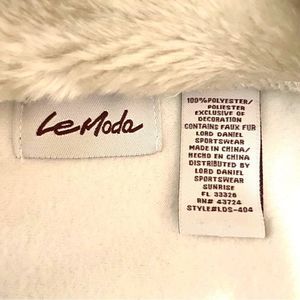 LeModa
100%POLYESTER/
POLIESTER
EXCLUSIVE OF
DECORATION
CONTAINS FAUX FUR
LORD DANIEL
SPORTSWEAR
MADE IN CHINA/
HECHO EN CHINA
DISTRIBUTED BY
LORD DANIEL
SPORTSWEAR
SUNRISE
FL 33326
RN# 43724
STYLE#LDS-404